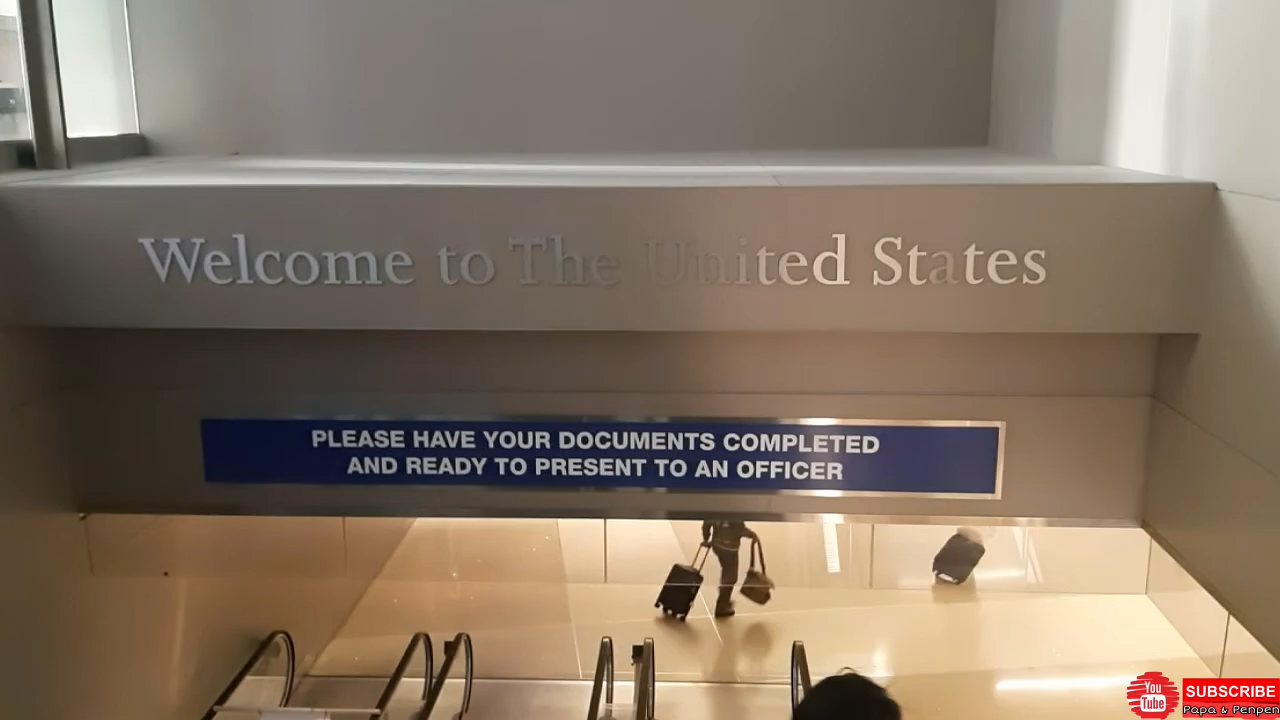 Welcome to The United States
PLEASE HAVE YOUR DOCUMENTS COMPLETED
AND READY TO PRESENT TO AN OFFICER
You
Tube
SUBSCRIBE
Papa & Penpen